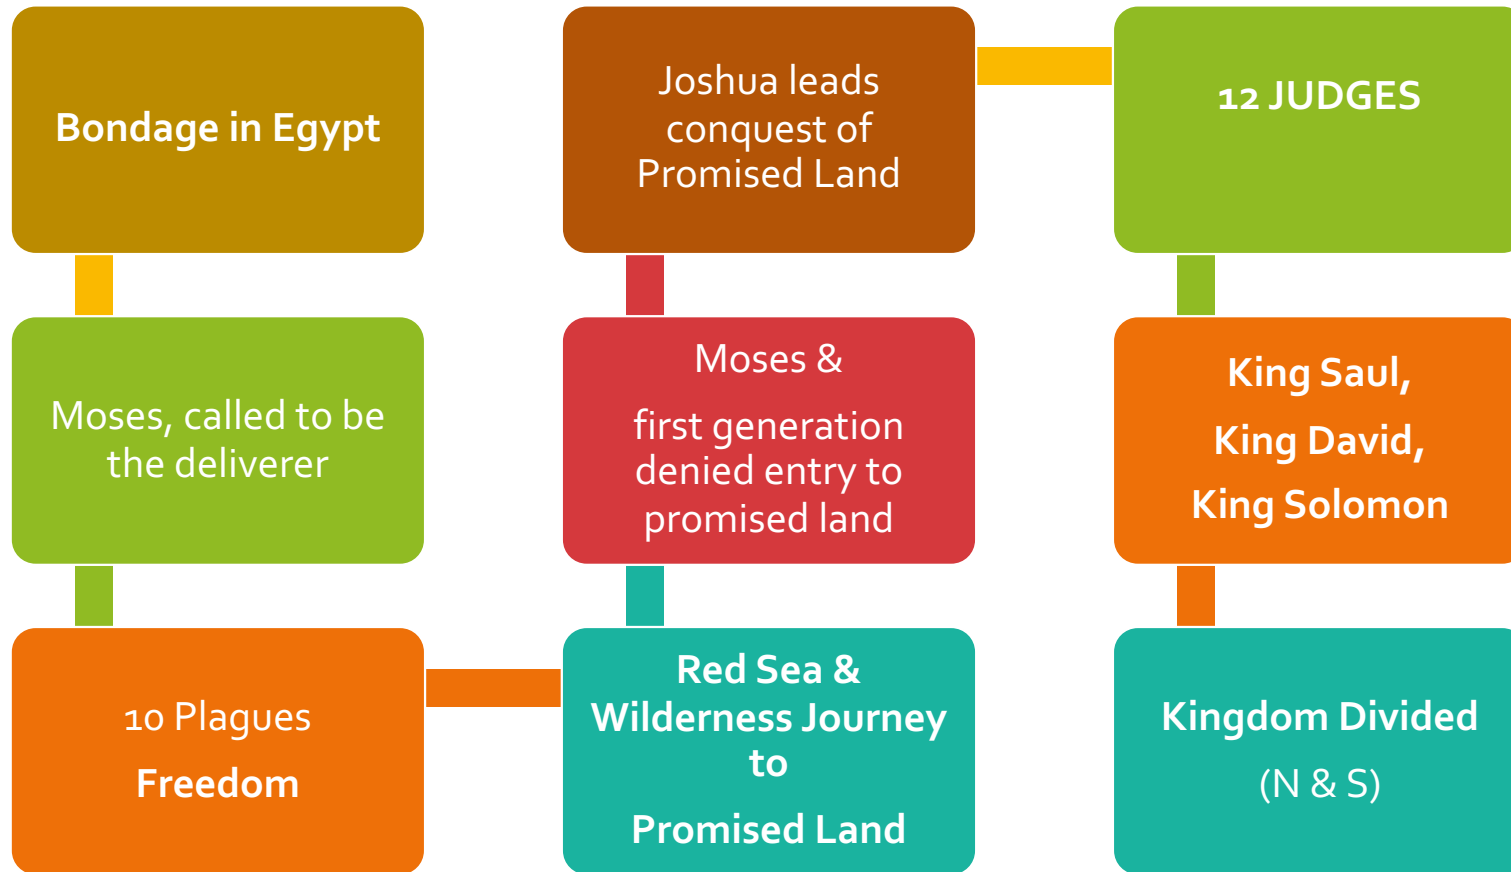 Bondage in Egypt
Moses, called to be
the deliverer
10 Plagues
Freedom
Red Sea &
Wilderness Journey
to
Promised Land
Moses &
first generation
denied entry to
promised land
Joshua leads
conquest of
Promised Land
12 JUDGES
King Saul,
King David,
King Solomon
Kingdom Divided
(N & S)